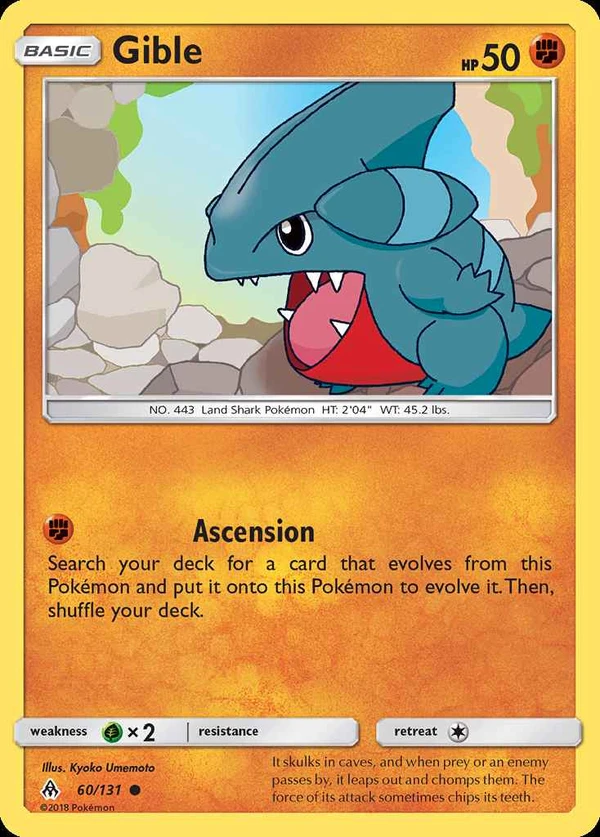 BASIC Gible HP 50
NO. 443 Land Shark Pokémon HT: 2'04" WT: 45.2 lbs.
Ascension
Search your deck for a card that evolves from this
Pokémon and put it onto this Pokémon to evolve it. Then,
shuffle your deck.
weakness ×2 resistance retreat
Illus. Kyoko Umemoto
60/131
©2018 Pokémon
It skulks in caves, and when prey or an enemy
passes by, it leaps out and chomps them. The
force of its attack sometimes chips its teeth.